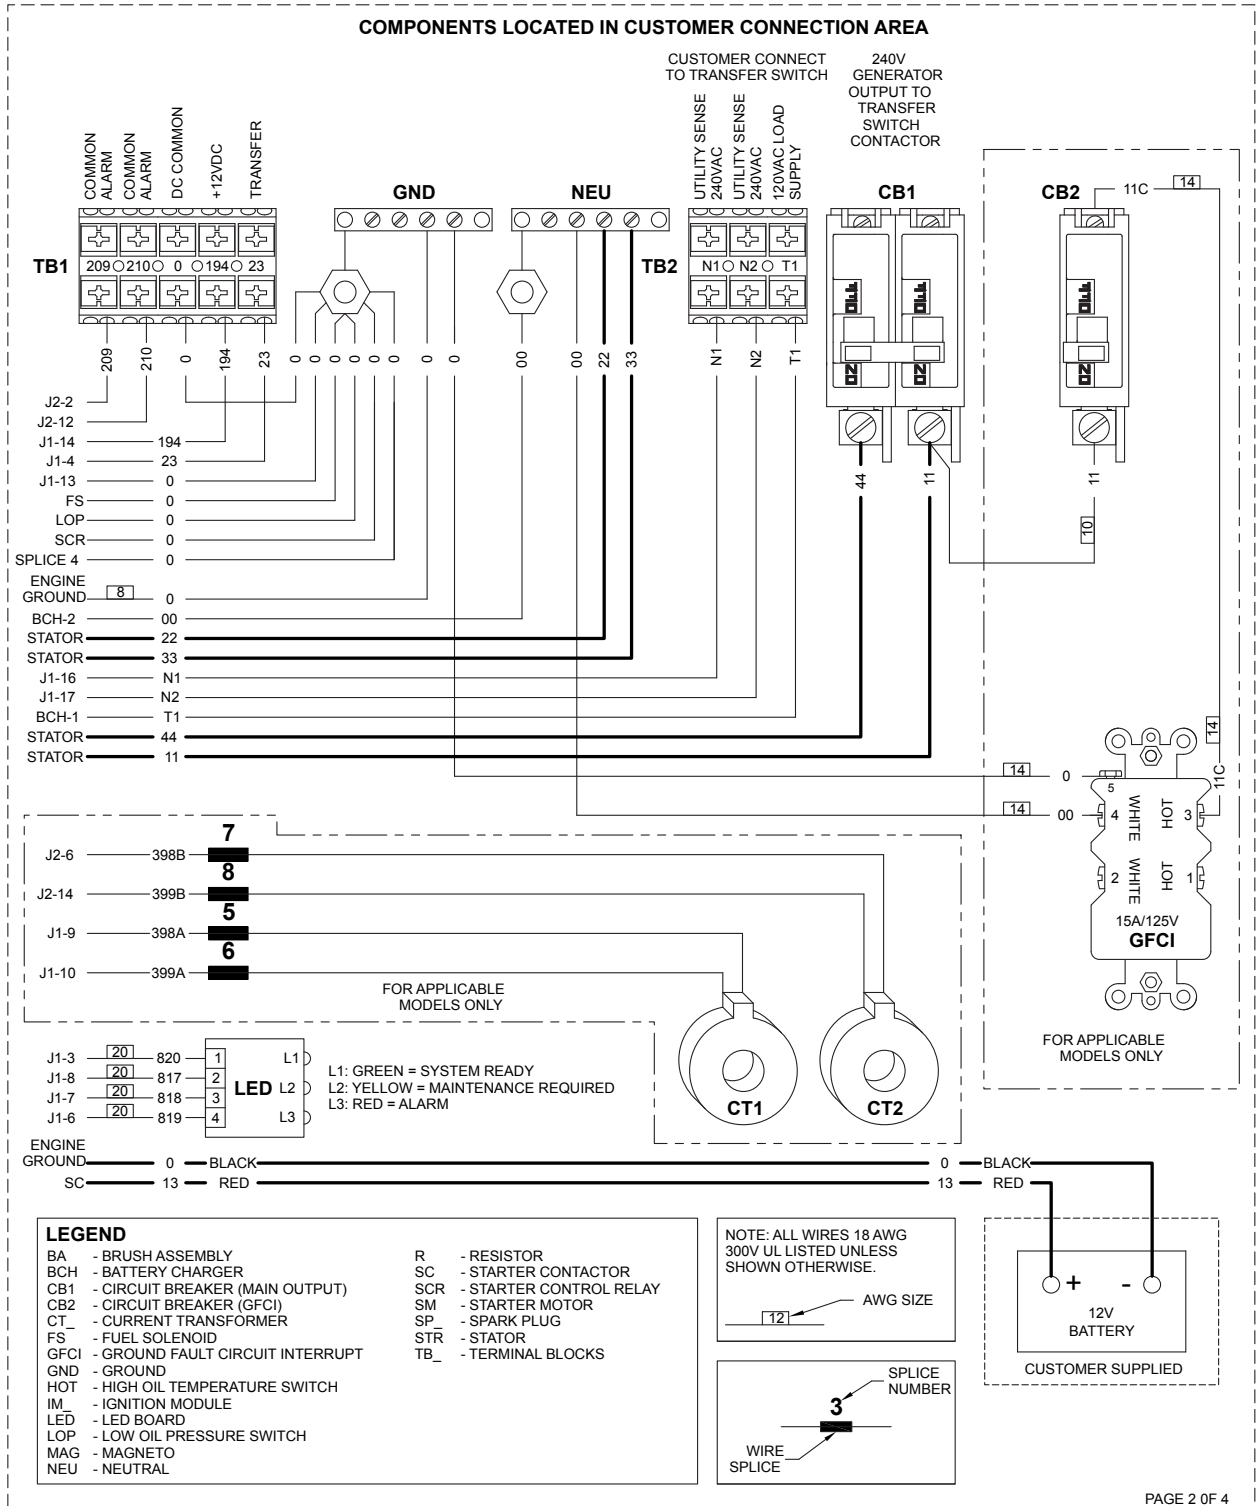 COMPONENTS LOCATED IN CUSTOMER CONNECTION AREA
CUSTOMER CONNECT
TO TRANSFER SWITCH
240V
GENERATOR
OUTPUT TO
TRANSFER
SWITCH
CONTACTOR
COMMON
ALARM
COMMON
ALARM
DC COMMON
+12VDC
TRANSFER
UTILITY SENSE
240VAC
UTILITY SENSE
240VAC
120VAC LOAD
SUPPLY
GND
NEU
CB1
CB2
11C
14
TB1
209 210 0 194 23
TB2
N1 N2 T1
OFF
OFF
OFF
ON
ON
ON
209
210
0
194
23
0
0
0
0
0
0
0
0
00
00
22
33
N1
N2
T1
44
11
11
10
J2-2
J2-12
J1-14 194
J1-4 23
J1-13 0
FS 0
LOP 0
SCR 0
SPLICE 4 0
ENGINE
GROUND 8 0
BCH-2 00
STATOR 22
STATOR 33
J1-16 N1
J1-17 N2
BCH-1 T1
STATOR 44
STATOR 11
14
11C
14 0
14 00
5
4 WHITE HOT 3
2 WHITE HOT 1
15A/125V
GFCI
FOR APPLICABLE
MODELS ONLY
7
J2-6 398B
8
J2-14 399B
5
J1-9 398A
6
J1-10 399A
FOR APPLICABLE
MODELS ONLY
CT1
CT2
J1-3 20 820 1 L1
J1-8 20 817 2 L2
J1-7 20 818 3
J1-6 20 819 4 L3
LED
L1: GREEN = SYSTEM READY
L2: YELLOW = MAINTENANCE REQUIRED
L3: RED = ALARM
ENGINE
GROUND 0 BLACK 0 BLACK
SC 13 RED 13 RED
LEGEND
BA - BRUSH ASSEMBLY
BCH - BATTERY CHARGER
CB1 - CIRCUIT BREAKER (MAIN OUTPUT)
CB2 - CIRCUIT BREAKER (GFCI)
CT_ - CURRENT TRANSFORMER
FS - FUEL SOLENOID
GFCI - GROUND FAULT CIRCUIT INTERRUPT
GND - GROUND
HOT - HIGH OIL TEMPERATURE SWITCH
IM_ - IGNITION MODULE
LED - LED BOARD
LOP - LOW OIL PRESSURE SWITCH
MAG - MAGNETO
NEU - NEUTRAL
R - RESISTOR
SC - STARTER CONTACTOR
SCR - STARTER CONTROL RELAY
SM - STARTER MOTOR
SP_ - SPARK PLUG
STR - STATOR
TB_ - TERMINAL BLOCKS
NOTE: ALL WIRES 18 AWG
300V UL LISTED UNLESS
SHOWN OTHERWISE.
AWG SIZE
12
SPLICE
NUMBER
3
WIRE
SPLICE
+ -
12V
BATTERY
CUSTOMER SUPPLIED
PAGE 2 0F 4